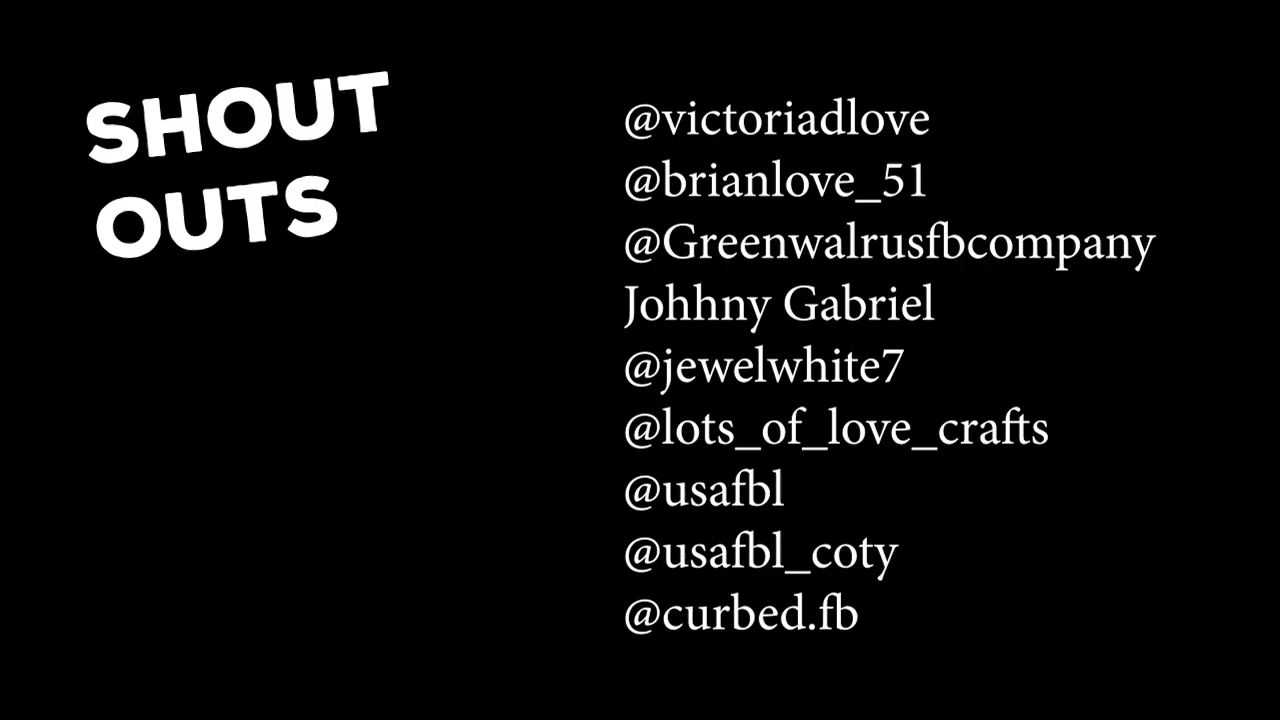 SHOUT
OUTS
@victoriadlove
@brianlove_51
@Greenwalrusfbcompany
Johhny Gabriel
@jewelwhite7
@lots_of_love_crafts
@usafbl
@usafbl_coty
@curbed.fb